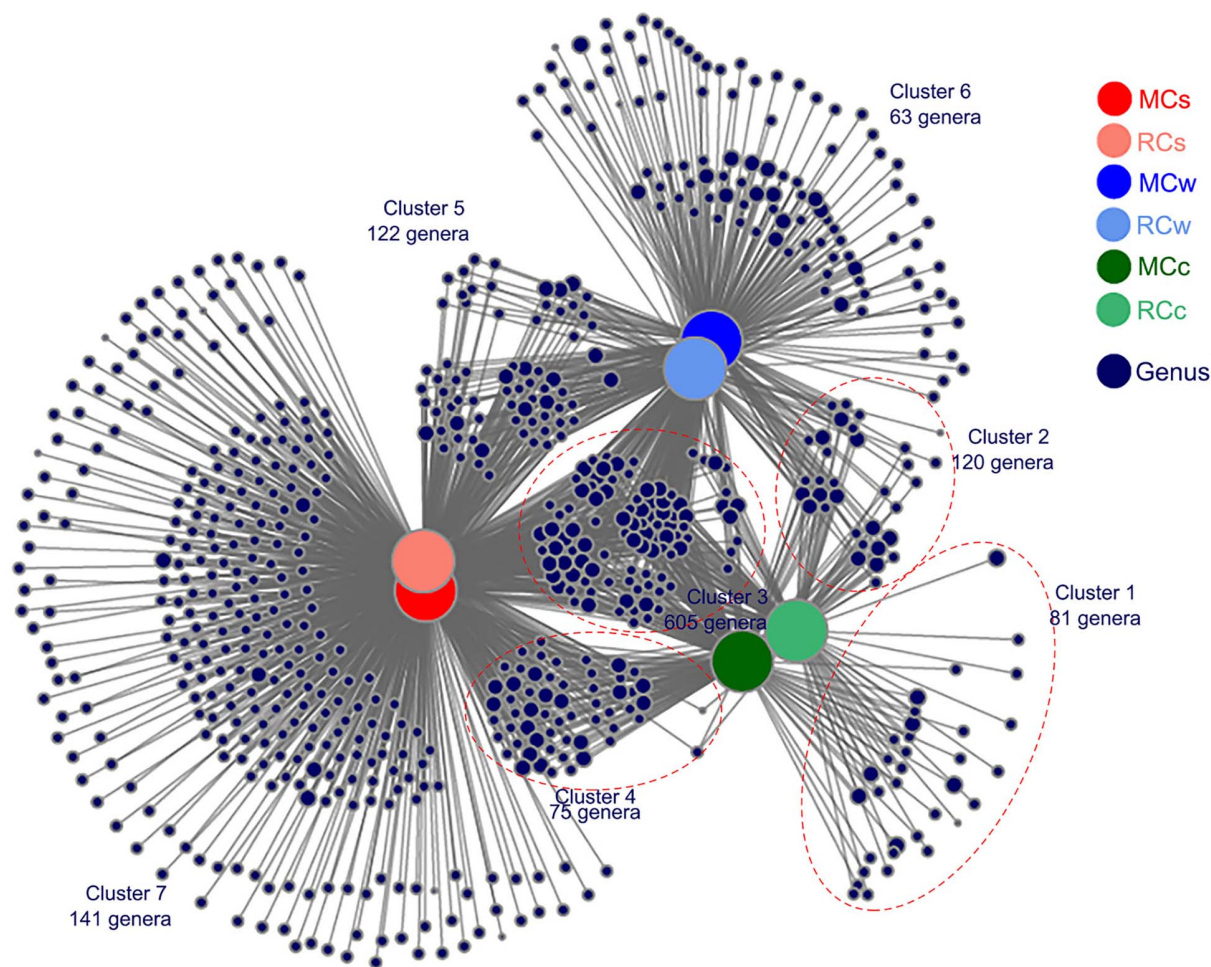 Cluster 6
63 genera
MCs
RCs
MCw
RCw
MCc
RCc
Genus
Cluster 5
122 genera
Cluster 2
120 genera
Cluster 3
605 genera
Cluster 1
81 genera
Cluster 4
75 genera
Cluster 7
141 genera